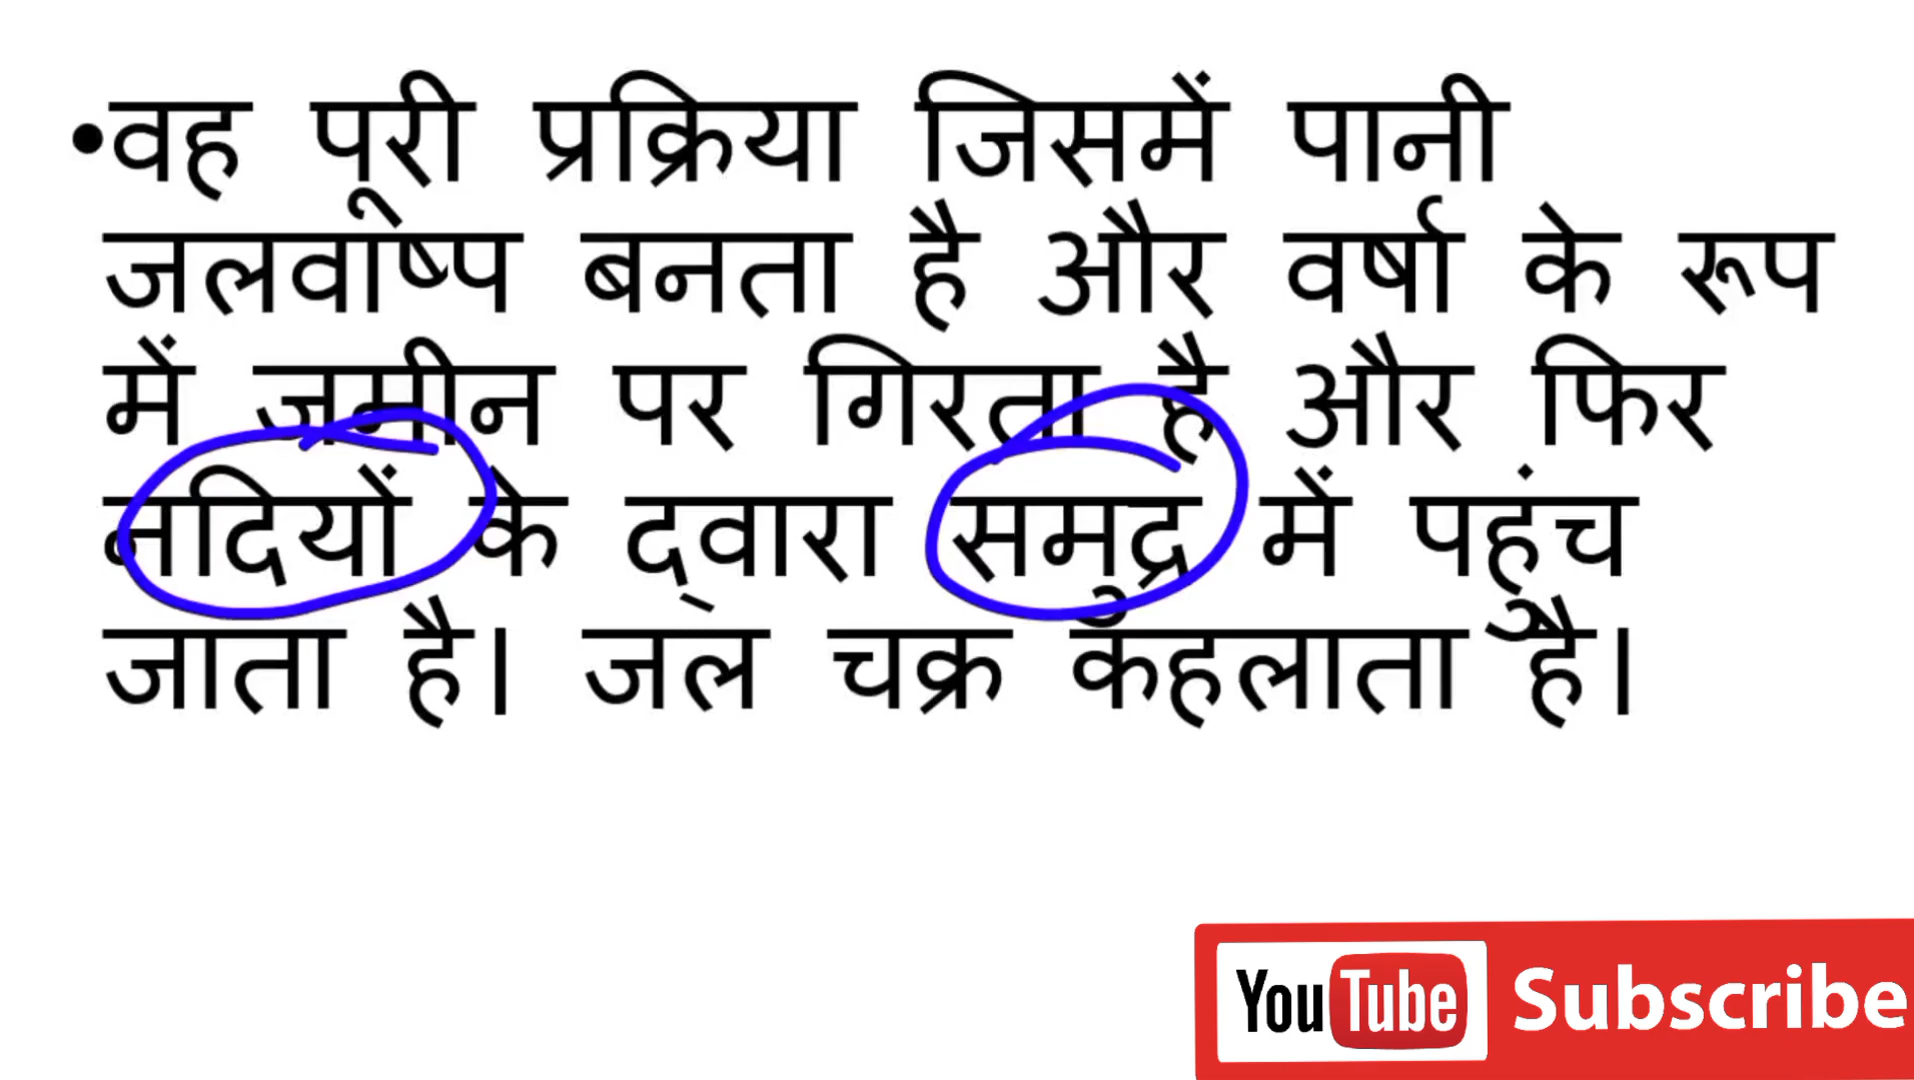 •वह पूरी प्रक्रिया जिसमें पानी
जलवाष्प बनता है और वर्षा के रूप
में जमीन पर गिरता है और फिर
नदियों के द्‌वारा समुद्र में पहुंच
जाता है। जल चक्र कहलाता है।
YouTube Subscribe